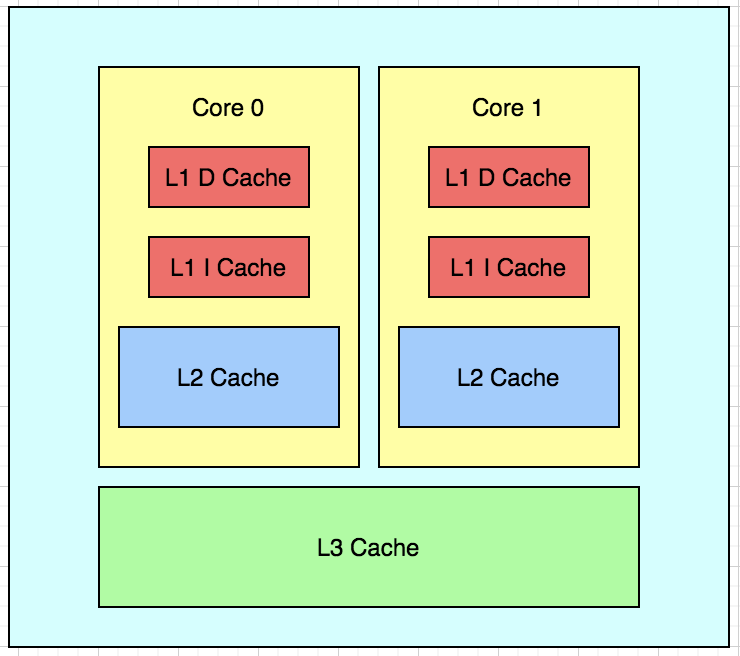 Core 0
L1 D Cache
L1 I Cache
L2 Cache
Core 1
L1 D Cache
L1 I Cache
L2 Cache
L3 Cache